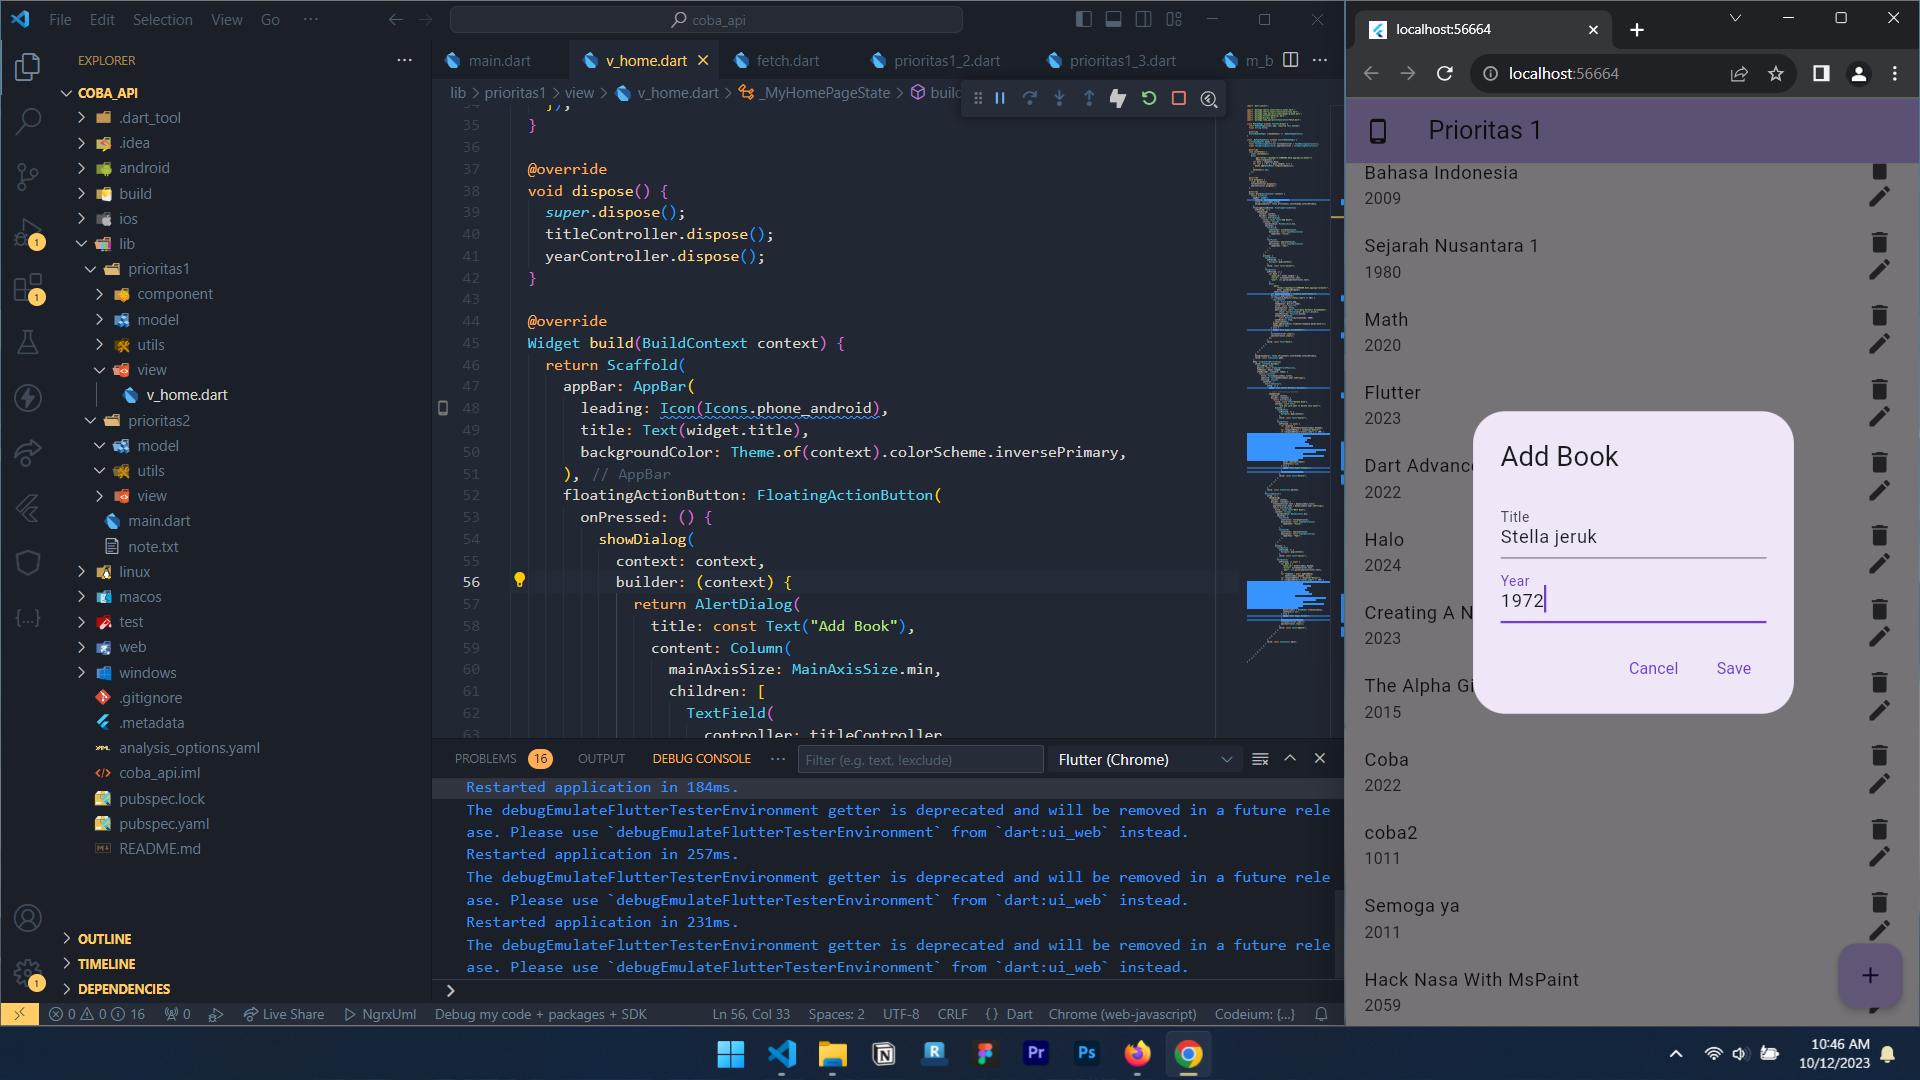 File Edit Selection View Go ··· coba_api
EXPLORER
COBA_API
.dart_tool
.idea
android
build
ios
lib
prioritas1
component
model
utils
view
v_home.dart
prioritas2
model
utils
view
main.dart
note.txt
linux
macos
test
web
windows
.gitignore
.metadata
analysis_options.yaml
coba_api.iml
pubspec.lock
pubspec.yaml
README.md
OUTLINE
TIMELINE
DEPENDENCIES
main.dart v_home.dart fetch.dart prioritas1_2.dart prioritas1_3.dart m_b
lib > prioritas1 > view > v_home.dart > _MyHomePageState > build
35 }
36
37 @override
38 void dispose() {
39 super.dispose();
40 titleController.dispose();
41 yearController.dispose();
42 }
43
44 @override
45 Widget build(BuildContext context) {
46 return Scaffold(
47 appBar: AppBar(
48 leading: Icon(Icons.phone_android),
49 title: Text(widget.title),
50 backgroundColor: Theme.of(context).colorScheme.inversePrimary,
51 ), // AppBar
52 floatingActionButton: FloatingActionButton(
53 onPressed: () {
54 showDialog(
55 context: context,
56 builder: (context) {
57 return AlertDialog(
58 title: const Text("Add Book"),
59 content: Column(
60 mainAxisSize: MainAxisSize.min,
61 children: [
62 TextField(
63 controller: titleController
PROBLEMS 16 OUTPUT DEBUG CONSOLE ··· Filter (e.g. text, !exclude) Flutter (Chrome)
Restarted application in 184ms.
The debugEmulateFlutterTesterEnvironment getter is deprecated and will be removed in a future rele
ase. Please use `debugEmulateFlutterTesterEnvironment` from `dart:ui_web` instead.
Restarted application in 257ms.
The debugEmulateFlutterTesterEnvironment getter is deprecated and will be removed in a future rele
ase. Please use `debugEmulateFlutterTesterEnvironment` from `dart:ui_web` instead.
Restarted application in 231ms.
The debugEmulateFlutterTesterEnvironment getter is deprecated and will be removed in a future rele
ase. Please use `debugEmulateFlutterTesterEnvironment` from `dart:ui_web` instead.
0 0 16 0 Live Share NgrxUml Debug my code + packages + SDK Ln 56, Col 33 Spaces: 2 UTF-8 CRLF {} Dart Chrome (web-javascript) Codeium: {...}
localhost:56664
localhost:56664
Prioritas 1
Bahasa Indonesia
2009
Sejarah Nusantara 1
1980
Math
2020
Flutter
2023
Dart Advanc
2022
Halo
2024
Creating A N
2023
The Alpha Gi
2015
Coba
2022
coba2
1011
Semoga ya
2011
Hack Nasa With MsPaint
2059
Add Book
Title
Stella jeruk
Year
1972
Cancel Save
R Pr Ps
10:46 AM
10/12/2023